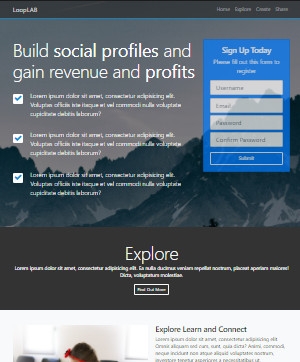 LoopLAB
Home Explore Create Share
Build social profiles and
gain revenue and profits
Lorem ipsum dolor sit amet, consectetur adipisicing elit.
Voluptas officiis iste itaque et vel commodi nulla voluptate
cupiditate debitis laborum?
Lorem ipsum dolor sit amet, consectetur adipisicing elit.
Voluptas officiis iste itaque et vel commodi nulla voluptate
cupiditate debitis laborum?
Lorem ipsum dolor sit amet, consectetur adipisicing elit.
Voluptas officiis iste itaque et vel commodi nulla voluptate
cupiditate debitis laborum?
Sign Up Today
Please fill out this form to
register
Username
Email
Password
Confirm Password
Submit
Explore
Lorem ipsum dolor sit amet, consectetur adipisicing elit. Ea nulla ducimus veniam repellat nostrum, placeat aperiam maiores!
Dicta, voluptatum molestiae.
Find Out More
Explore Learn and Connect
Lorem ipsum dolor sit amet, consectetur adipisicing elit.
Omnis aliquam sed cum, sunt, quia dicta? Animi, commodi,
neque incidunt non atque eligendi